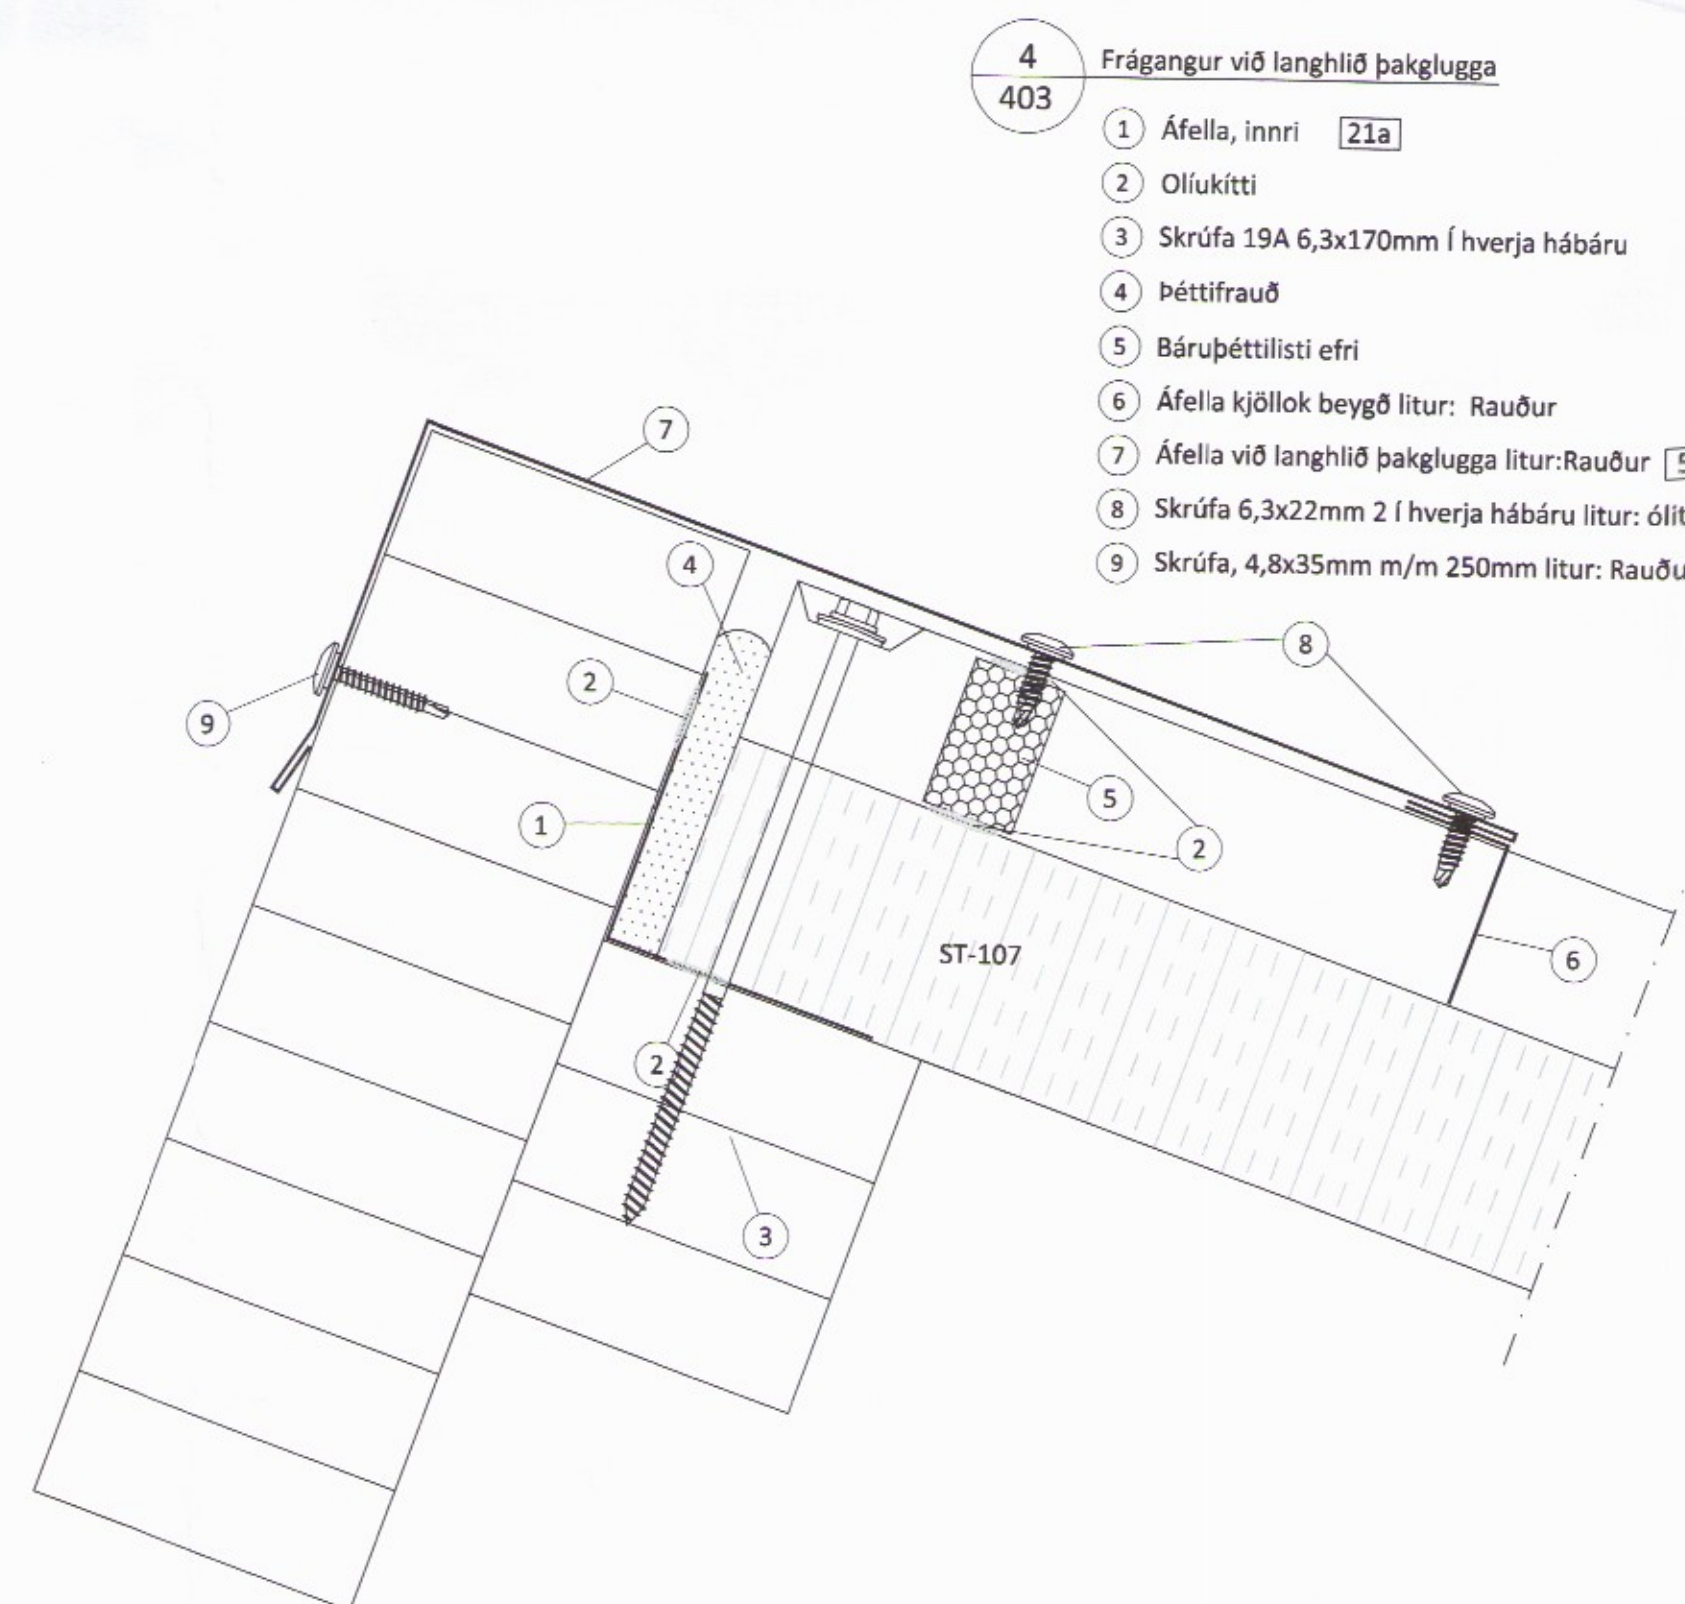 4
403
Frágangur við langhlið þakglugga
1 Áfella, innri 21a
2 Olíukítti
3 Skrúfa 19A 6,3x170mm Í hverja hábáru
4 Þéttifrauð
5 Báruþéttilisti efri
6 Áfella kjöllok beygð litur: Rauður
7 Áfella við langhlið þakglugga litur:Rauður
8 Skrúfa 6,3x22mm 2 í hverja hábáru litur: ólit
9 Skrúfa, 4,8x35mm m/m 250mm litur: Rauðu
7
4
8
2
9
5
1
2
ST-107
6
2
3